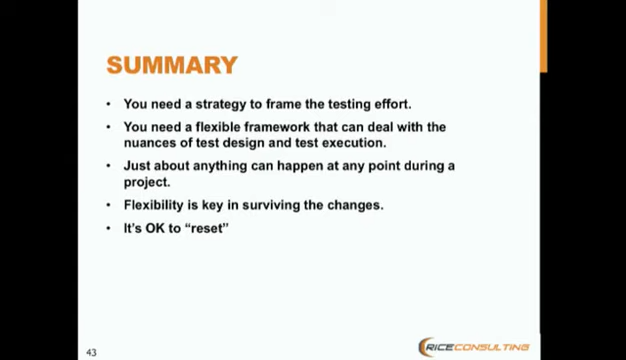 SUMMARY
• You need a strategy to frame the testing effort.
• You need a flexible framework that can deal with the
nuances of test design and test execution.
• Just about anything can happen at any point during a
project.
• Flexibility is key in surviving the changes.
• It's OK to “reset”
43
RICECONSULTING